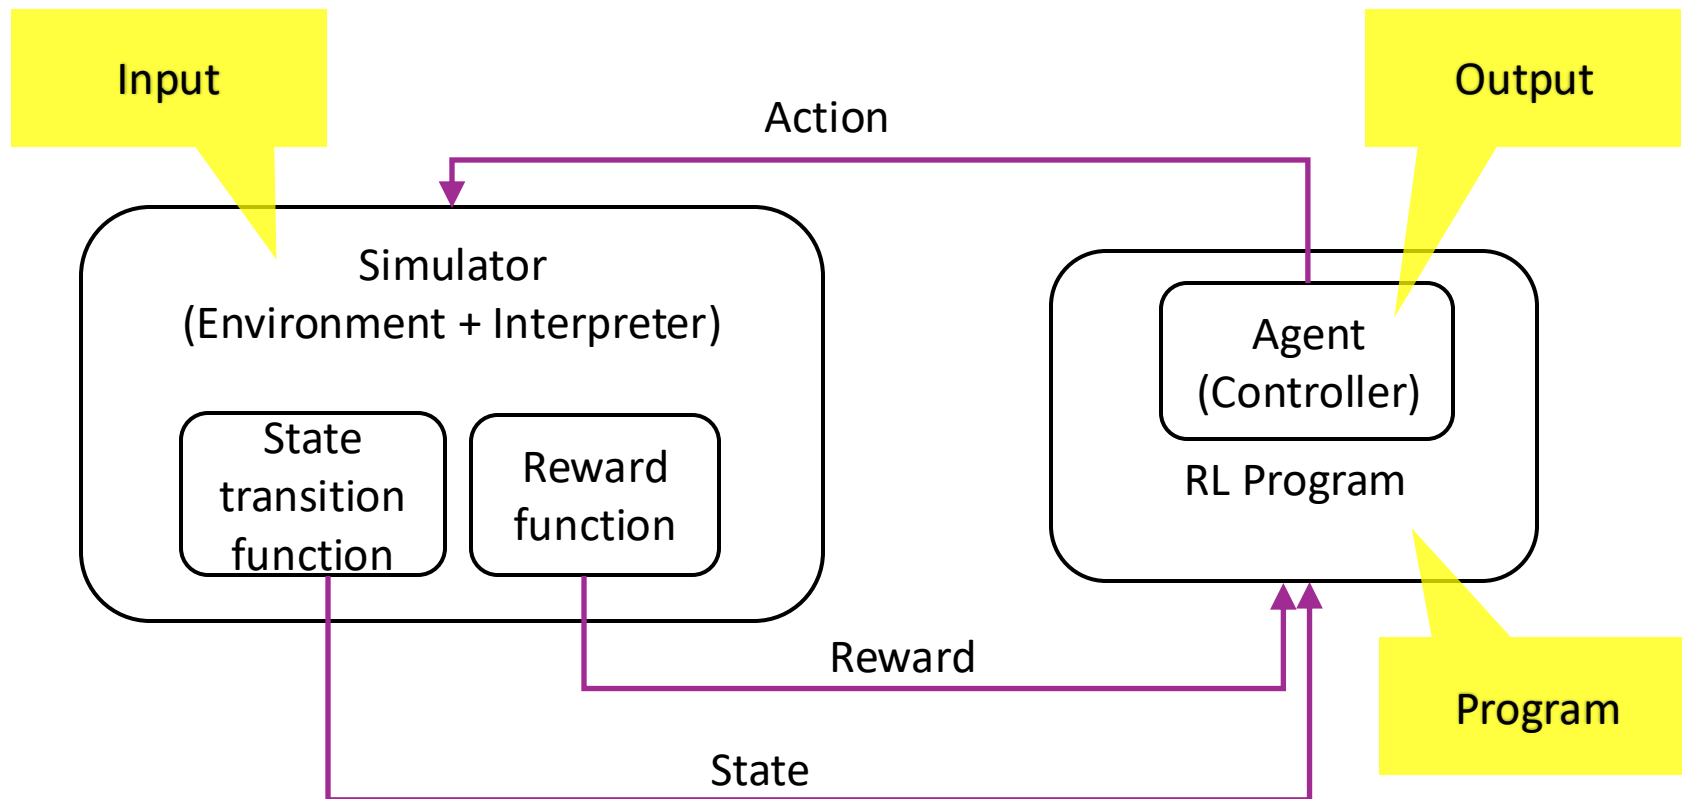 Input
Output
Action
Simulator
(Environment + Interpreter)
Agent
(Controller)
State
transition
function
Reward
function
RL Program
Reward
Program
State